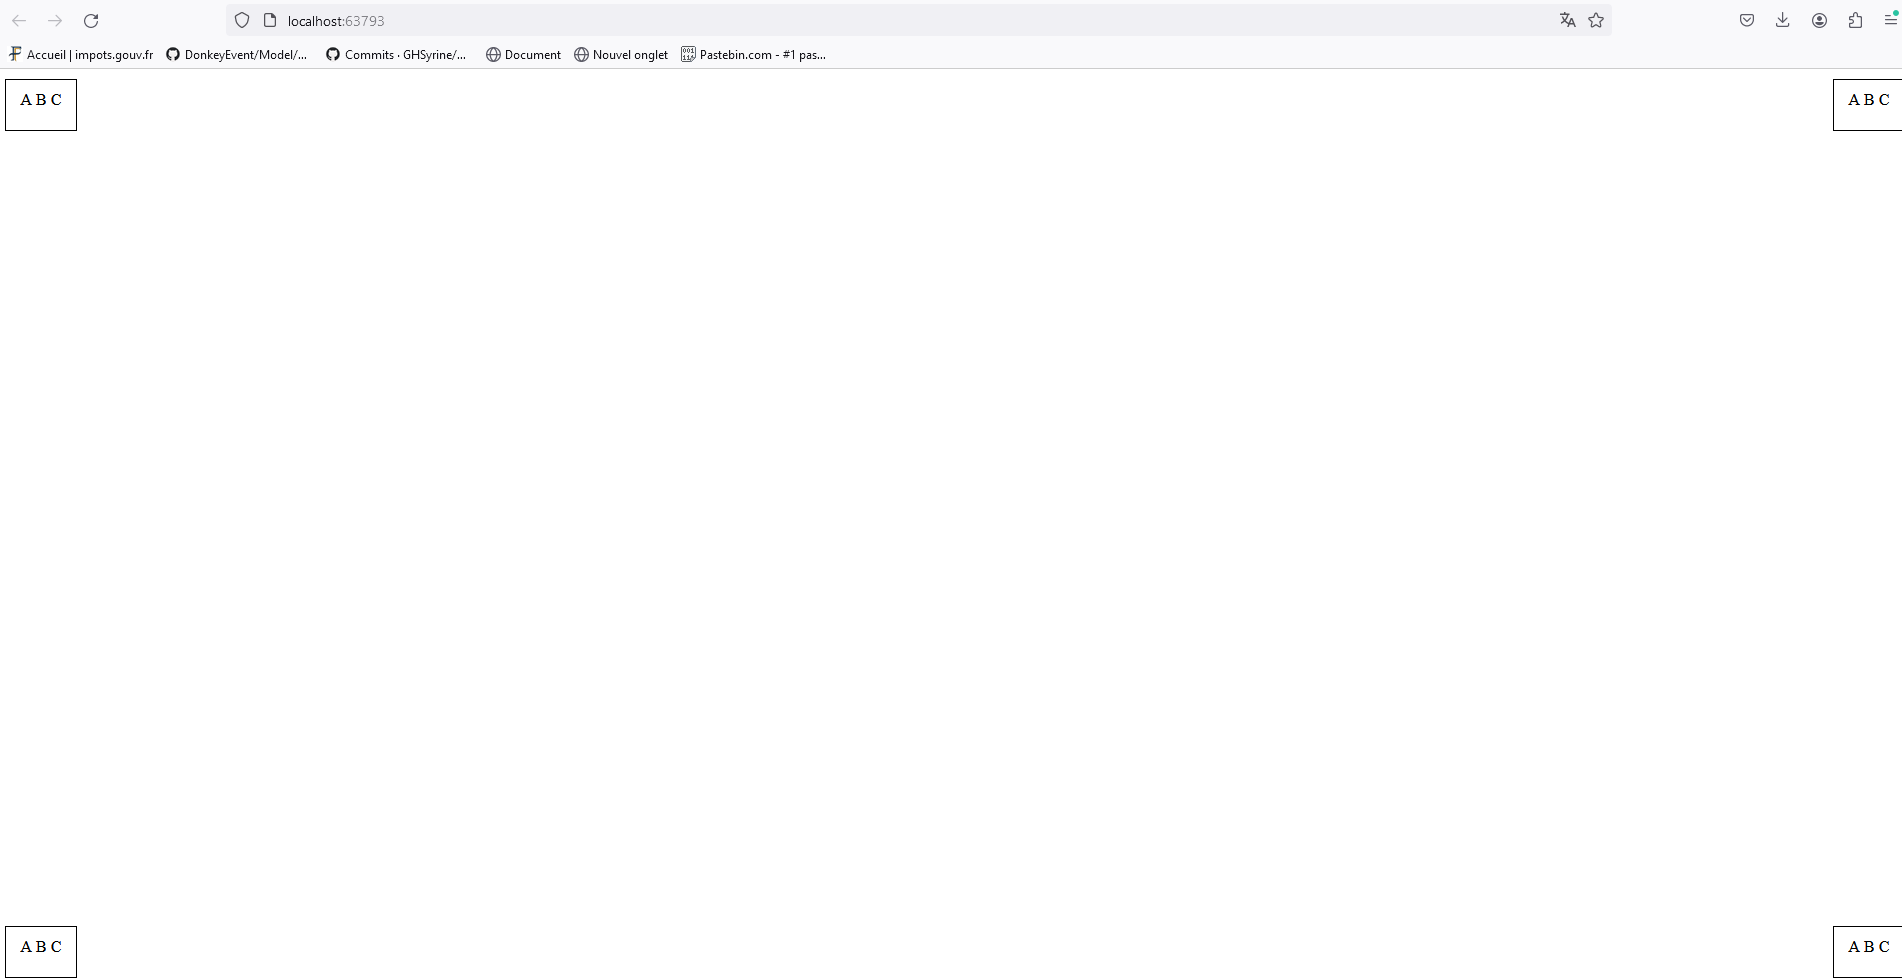 localhost:63793
Accueil | impots.gouv.fr DonkeyEvent/Model/... Commits · GHSyrine/... Document Nouvel onglet Pastebin.com - #1 pas...
A B C A B C
A B C A B C